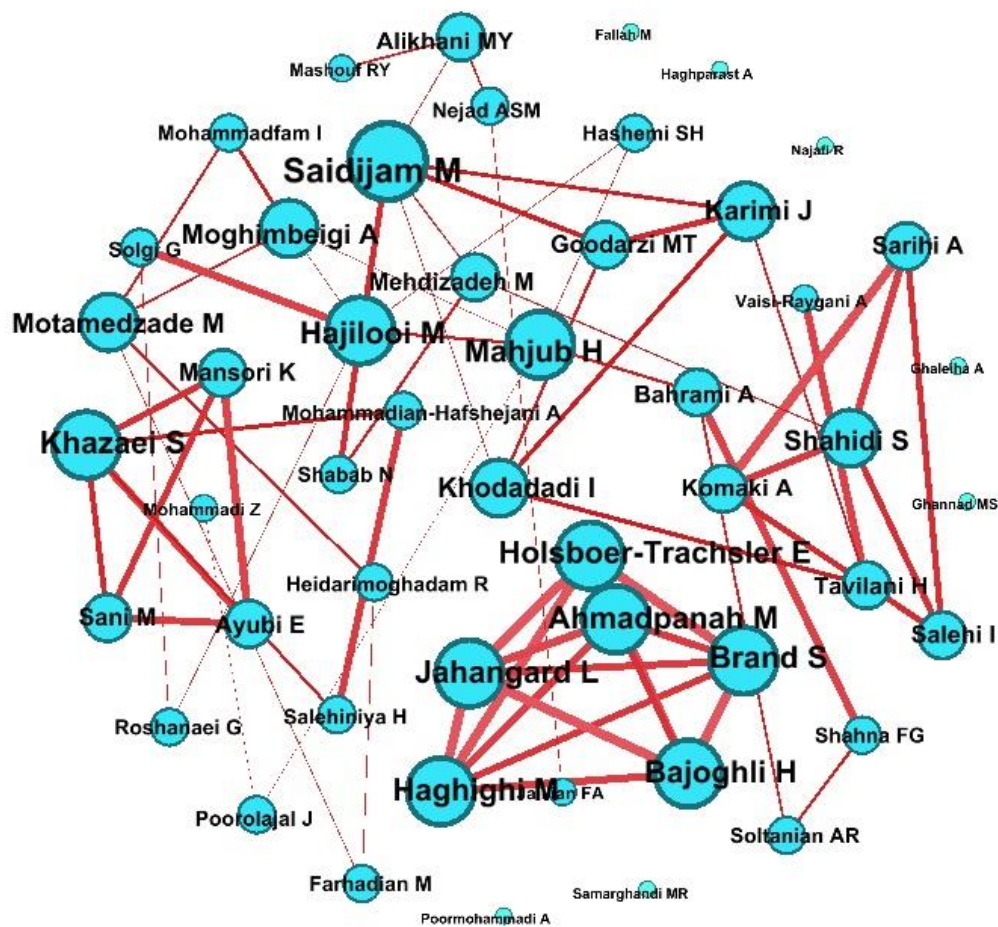 Fallah M
Alikhani MY
Mashouf RY
Haghparast A
Nejad ASM
Mohammadfam I
Hashemi SH
Najafi R
Saidijam M
Karimi J
Moghimbeigi A
Solgi G
Goodarzi MT
Sarihi A
Mehdizadeh M
Vaisi-Raygani A
Motamedzade M
Hajilooi M
Mahjub H
Ghaleiha A
Mansori K
Bahrami A
Mohammadian-Hafshejani A
Khazaei S
Shahidi S
Shabab N
Khodadadi I
Komaki A
Ghannad MS
Mohammadi Z
Holsboer-Trachsler E
Heidarimoghadam R
Tavilani H
Sani M
Ayubi E
Ahmadpanah M
Salehi I
Jahangard L
Brand S
Salehiniya H
Roshanaei G
Shahna FG
Bajoghli H
Haghighi M
Poorolajal J
Soltanian AR
Farhadian M
Samarghandi MR
Poormohammadi A